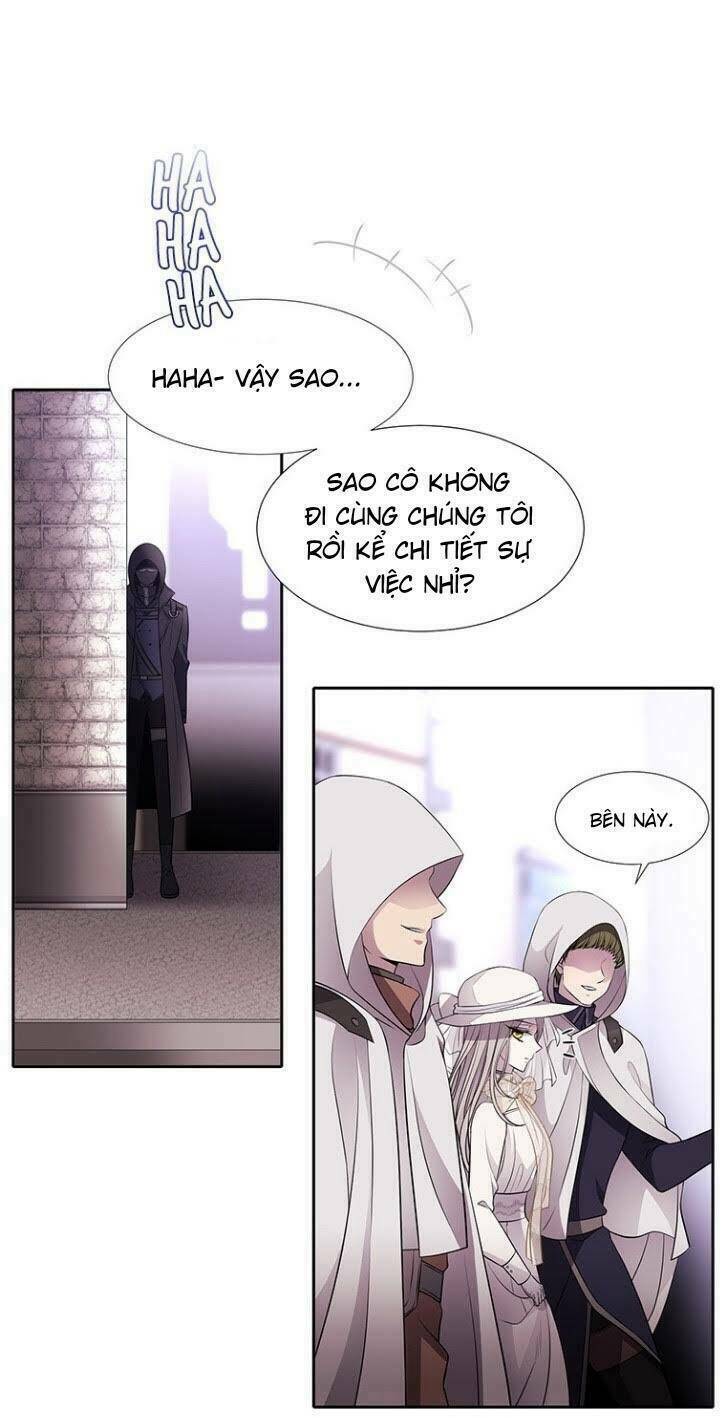 HA
HA
HA
HAHA- VẬY SAO...
SAO CÔ KHÔNG
ĐI CÙNG CHÚNG TÔI
RỒI KỂ CHI TIẾT SỰ
VIỆC NHỈ?
BÊN NÀY.